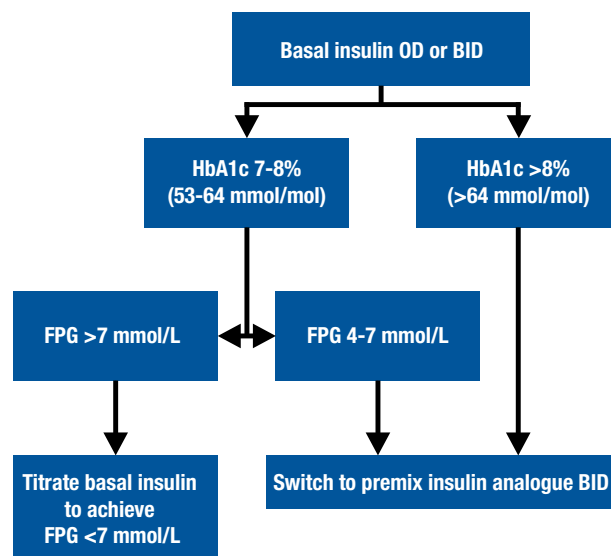 Basal insulin OD or BID
HbA1c 7-8%
(53-64 mmol/mol)
HbA1c >8%
(>64 mmol/mol)
FPG >7 mmol/L
FPG 4-7 mmol/L
Titrate basal insulin
to achieve
FPG <7 mmol/L
Switch to premix insulin analogue BID